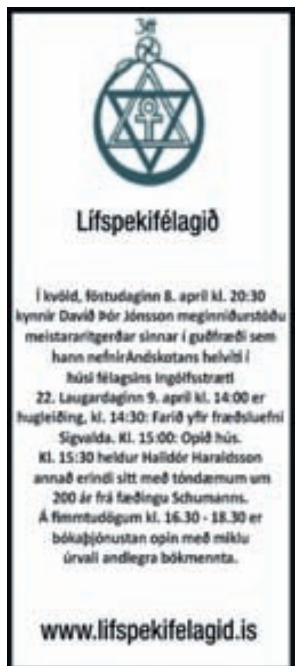 Lífspekifélagið
Í kvöld, föstudaginn 8. apríl kl. 20:30
kynnir Davíð Þór Jónsson meginniðurstöðu
meistararitgerðar sinnar í guðfræði sem
hann nefnir Andskotans helvíti í
húsi félagsins Ingólfsstræti
22. Laugardaginn 9. apríl kl. 14:00 er
hugleiðing, kl. 14:30: Farið yfir fræðsluefni
Sigvalda. Kl. 15:00: Opið hús.
Kl. 15:30 heldur Halldór Haraldsson
annað erindi sitt með tóndæmum um
200 ár frá fæðingu Schumanns.
Á fimmtudögum kl. 16.30 - 18.30 er
bókaþjónustan opin með miklu
úrvali andlegra bókmennta.
www.lifspekifelagid.is